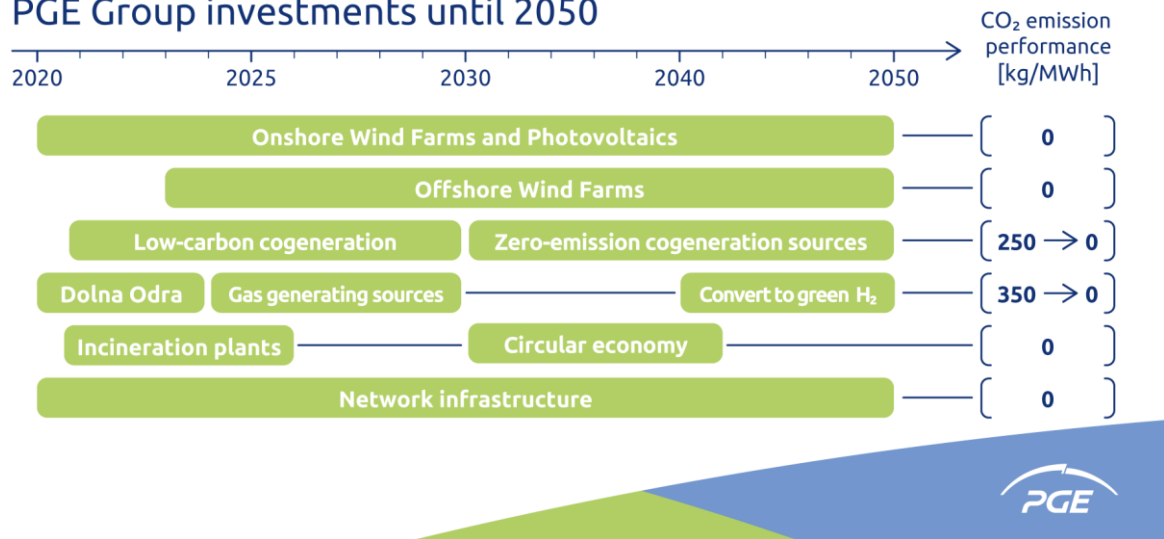 PGE Group investments until 2050
CO₂ emission
performance
[kg/MWh]
2020 2025 2030 2040 2050
Onshore Wind Farms and Photovoltaics 0
Offshore Wind Farms 0
Low-carbon cogeneration Zero-emission cogeneration sources 250 → 0
Dolna Odra Gas generating sources Convert to green H₂ 350 → 0
Incineration plants Circular economy 0
Network infrastructure 0
PGE